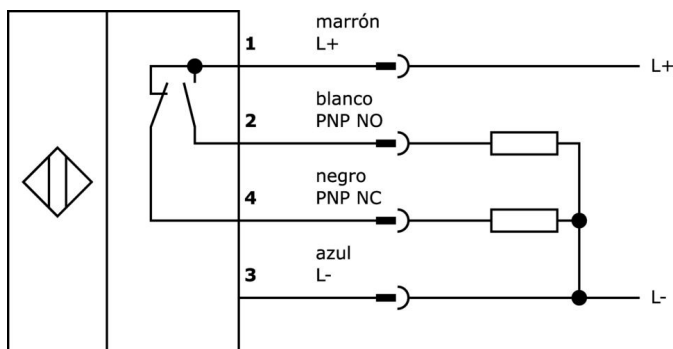 marrón
1 L+
L+
blanco
2 PNP NO
negro
4 PNP NC
azul
3 L-
L-